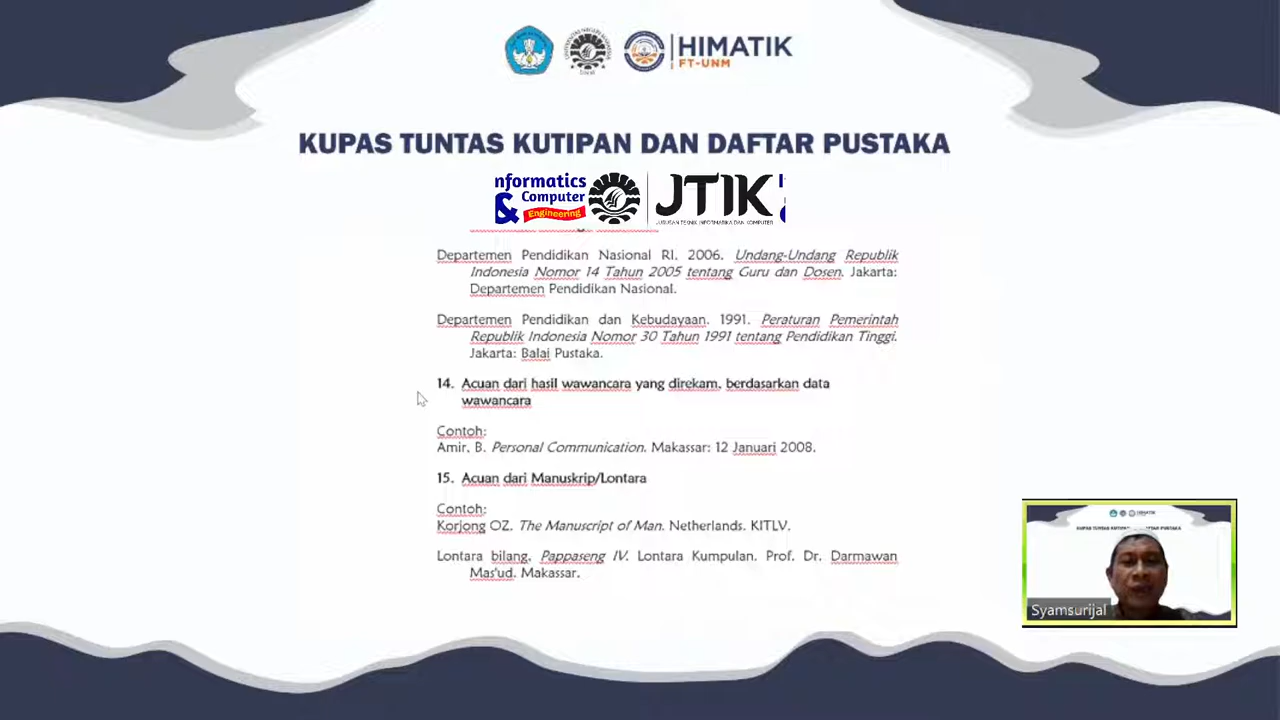 HIMATIK
FT-UNM
KUPAS TUNTAS KUTIPAN DAN DAFTAR PUSTAKA
nformatics
& Computer
Engineering
JTIK
JURUSAN TEKNIK INFORMATIKA DAN KOMPUTER
Departemen Pendidikan Nasional RI. 2006. Undang-Undang Republik
Indonesia Nomor 14 Tahun 2005 tentang Guru dan Dosen. Jakarta:
Departemen Pendidikan Nasional.
Departemen Pendidikan dan Kebudayaan. 1991. Peraturan Pemerintah
Republik Indonesia Nomor 30 Tahun 1991 tentang Pendidikan Tinggi.
Jakarta: Balai Pustaka.
14. Acuan dari hasil wawancara yang direkam, berdasarkan data
wawancara
Contoh:
Amir, B. Personal Communication. Makassar: 12 Januari 2008.
15. Acuan dari Manuskrip/Lontara
Contoh:
Korjong OZ. The Manuscript of Man. Netherlands. KITLV.
Lontara bilang. Pappaseng IV. Lontara Kumpulan. Prof. Dr. Darmawan
Mas'ud. Makassar.
Syamsurijal